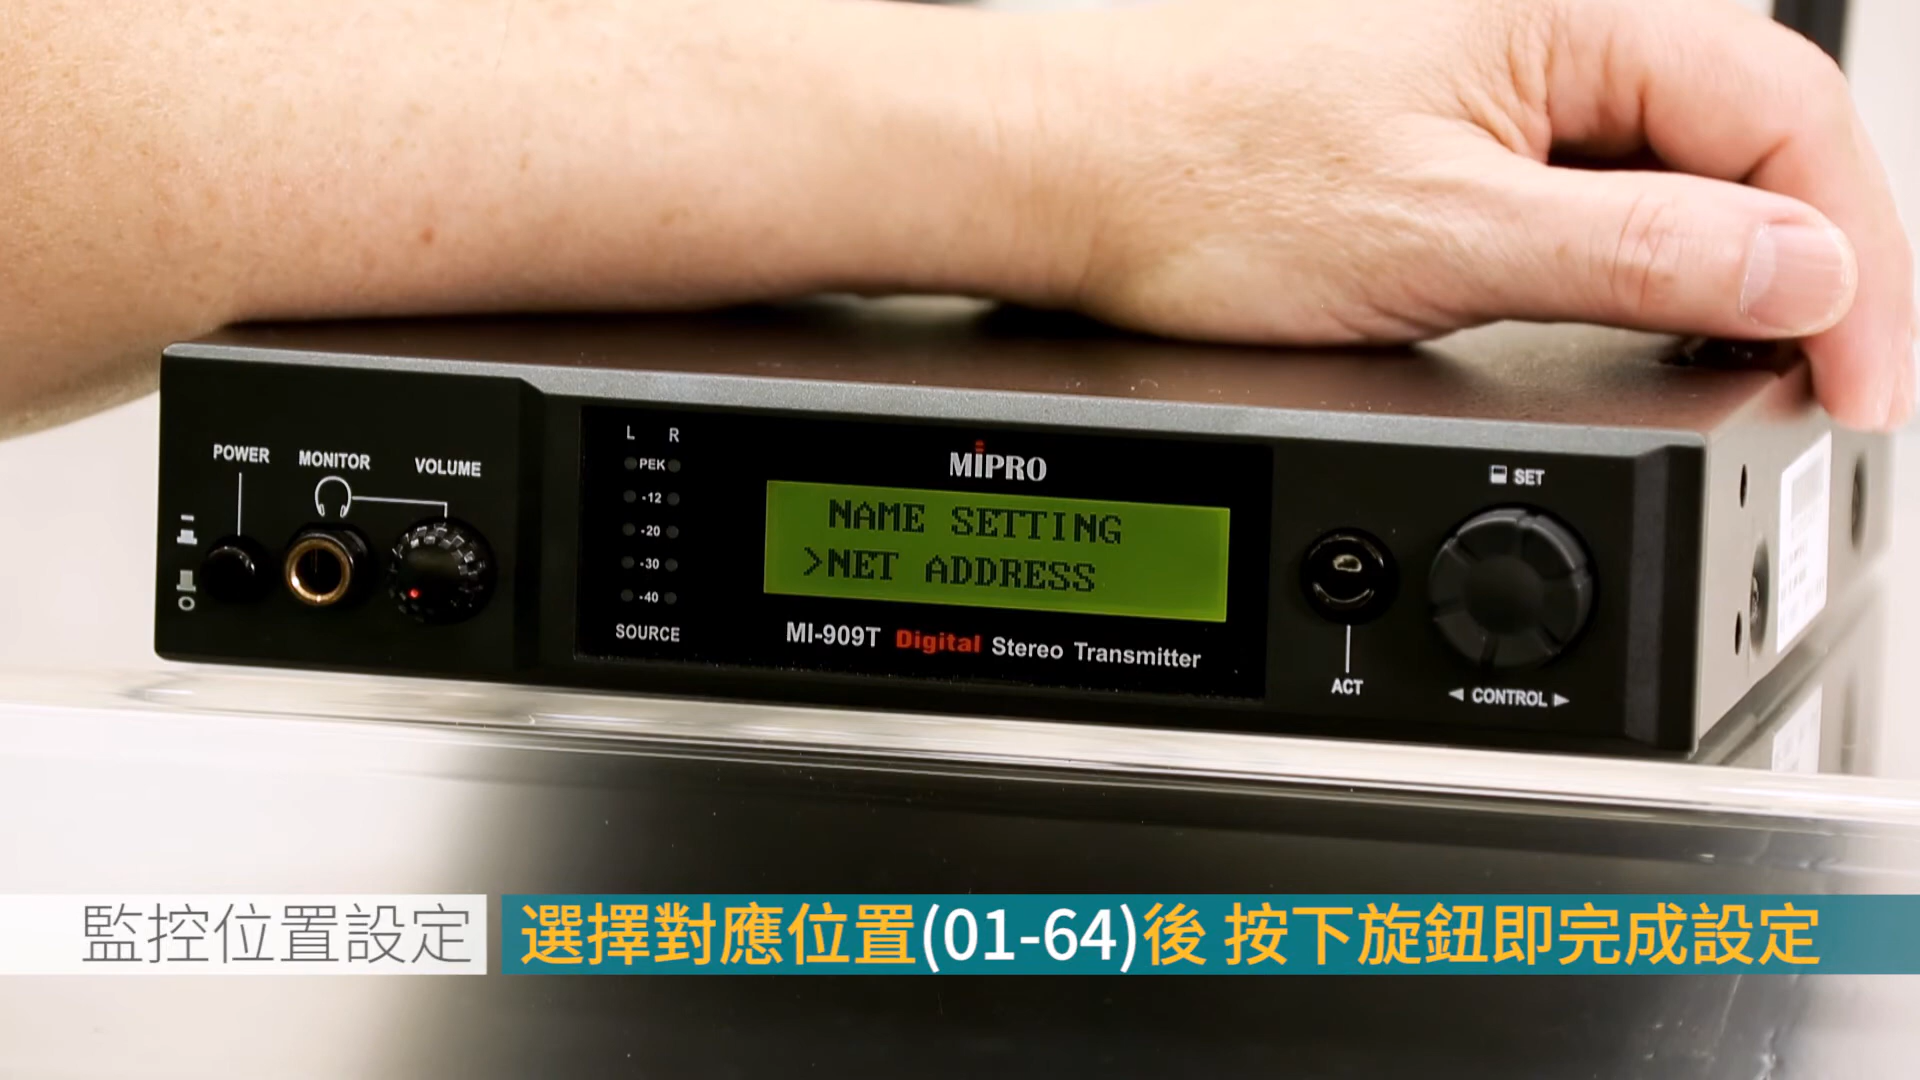 POWER
MONITOR
VOLUME
L R
PEK
-12
-20
-30
-40
SOURCE
MIPRO
NAME SETTING
>NET ADDRESS
MI-909T Digital Stereo Transmitter
ACT
SET
◄ CONTROL ►
監控位置設定
選擇對應位置(01-64)後 按下旋鈕即完成設定